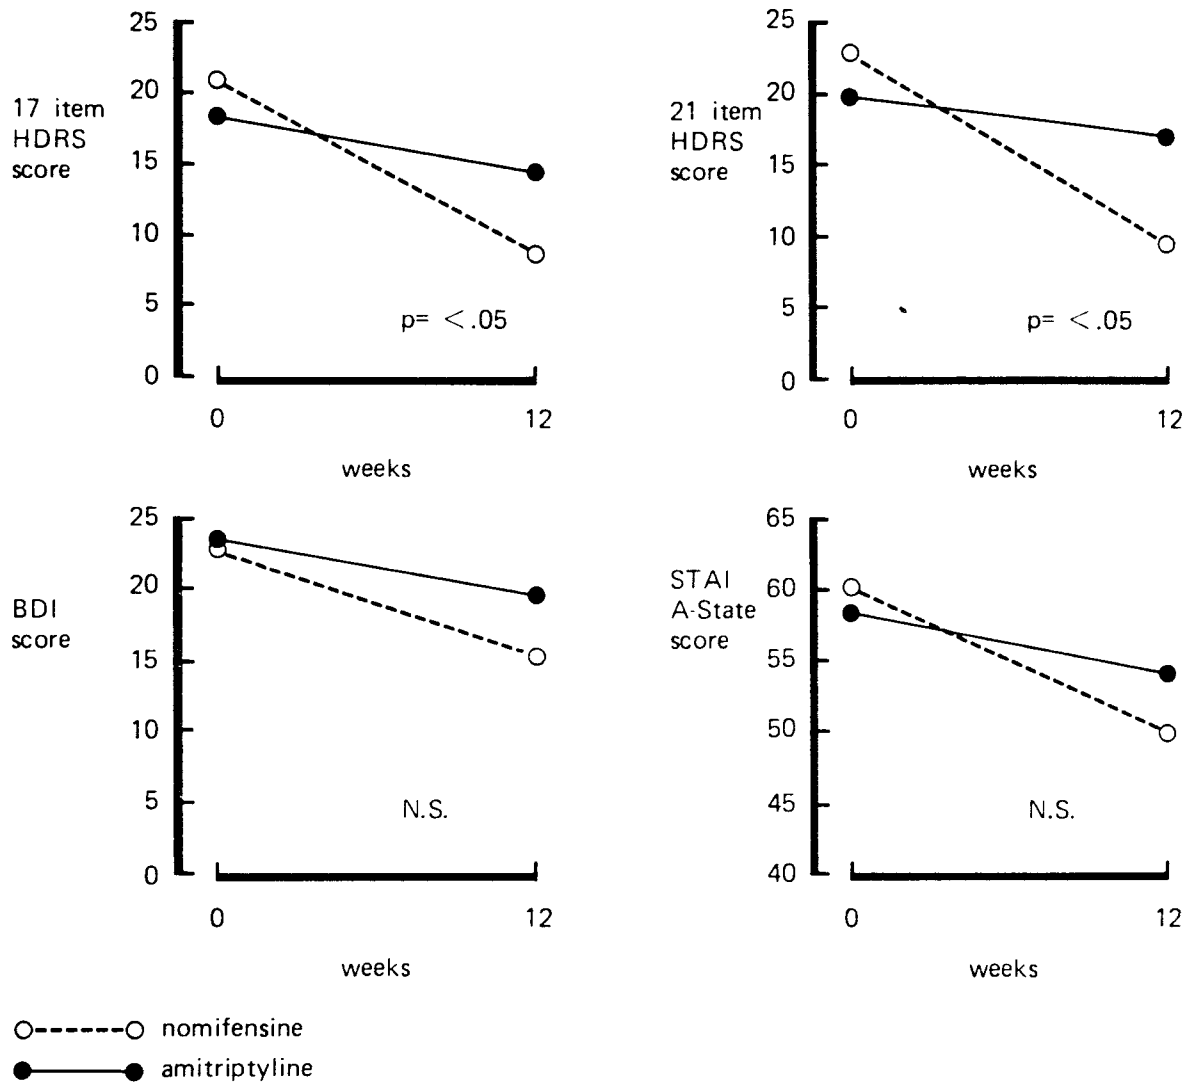 25
20
15
10
5
0
17 item
HDRS
score
p= <.05
0 12
weeks
25
20
15
10
5
0
21 item
HDRS
score
p= <.05
0 12
weeks
25
20
15
10
5
0
BDI
score
N.S.
0 12
weeks
65
60
55
50
45
40
STAI
A-State
score
N.S.
0 12
weeks
nomifensine
amitriptyline